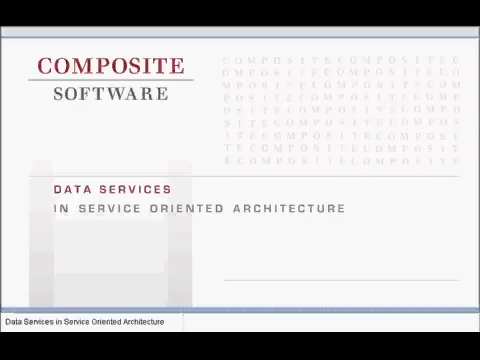 COMPOSITE
SOFTWARE
DATA SERVICES
IN SERVICE ORIENTED ARCHITECTURE
Data Services in Service Oriented Architecture